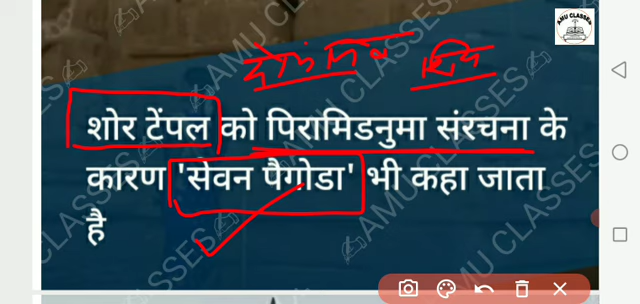 AMU CLASSES
शोर टेंपल को पिरामिडनुमा संरचना के
कारण 'सेवन पैगोडा' भी कहा जाता
है